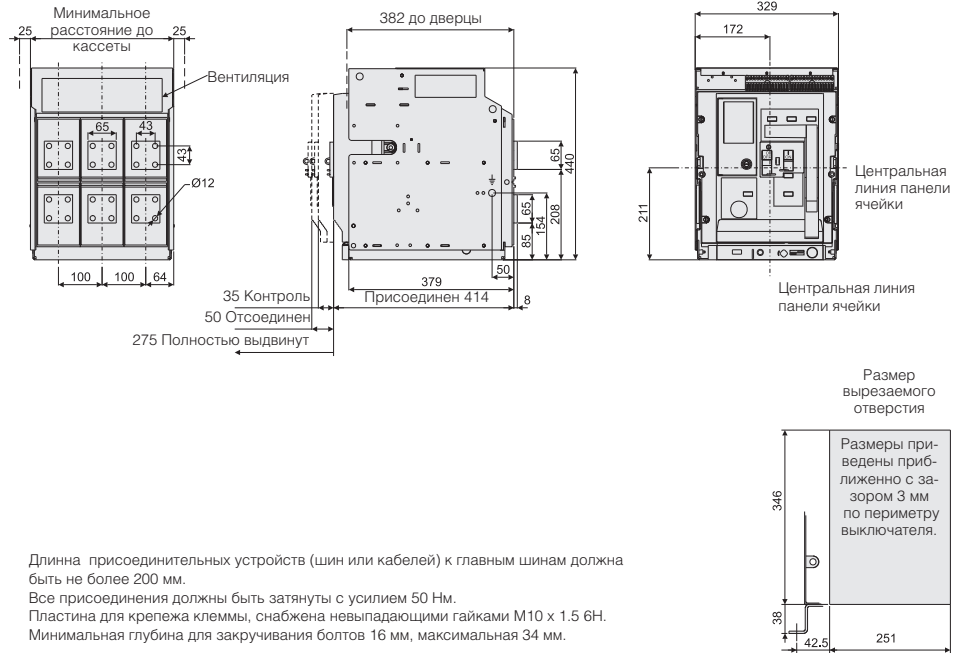 Минимальное
расстояние до
кассеты
25
25
Вентиляция
65
43
43
Ø12
100
100
64
382 до дверцы
65
440
65
154
208
85
50
379
35 Контроль
Присоединен 414
8
50 Отсоединен
275 Полностью выдвинут
329
172
211
Центральная
линия панели
ячейки
Центральная линия
панели ячейки
Размер
вырезаемого
отверстия
Размеры при-
ведены приб-
лиженно с за-
зором 3 мм
по периметру
выключателя.
346
38
42.5
251
Длинна присоединительных устройств (шин или кабелей) к главным шинам должна
быть не более 200 мм.
Все присоединения должны быть затянуты с усилием 50 Нм.
Пластина для крепежа клеммы, снабжена невыпадающими гайками M10 x 1.5 6H.
Минимальная глубина для закручивания болтов 16 мм, максимальная 34 мм.